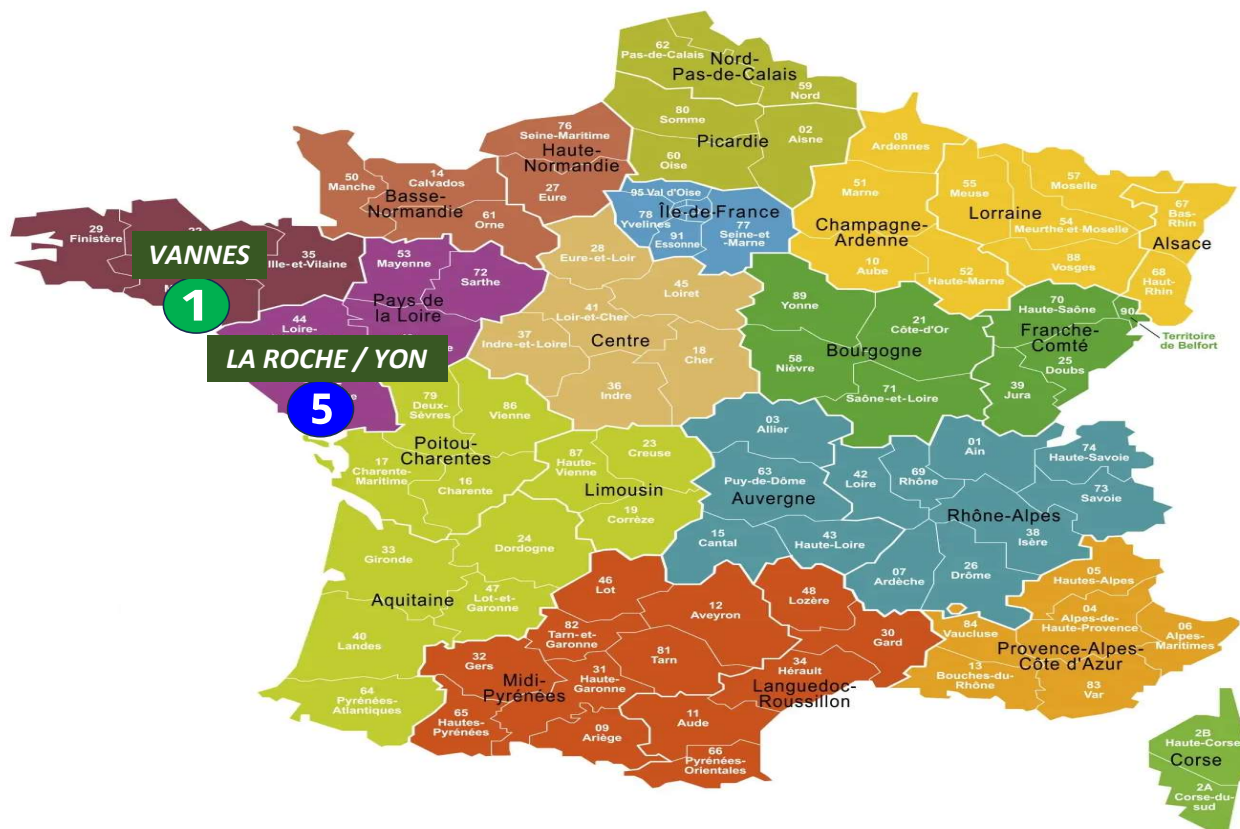 62
Pas-de-Calais
Nord-
Pas-de-Calais
59
Nord
80
Somme
02
Aisne
Picardie
60
Oise
76
Seine-Maritime
Haute-
Normandie
27
Eure
50
Manche
14
Calvados
Basse-
Normandie
61
Orne
08
Ardennes
51
Marne
Champagne-
Ardenne
10
Aube
52
Haute-Marne
55
Meuse
57
Moselle
Lorraine
54
Meurthe-et-Moselle
88
Vosges
67
Bas-
Rhin
Alsace
68
Haut-
Rhin
95 Val d'Oise
Île-de-France
78
Yvelines
91
Essonne
77
Seine-et
-Marne
29
Finistère
22
VANNES
1
35
Ille-et-Vilaine
53
Mayenne
72
Sarthe
Pays de
la Loire
44
Loire-
LA ROCHE / YON
5
28
Eure-et-Loir
45
Loiret
41
Loir-et-Cher
37
Indre-et-Loire
Centre
18
Cher
36
Indre
89
Yonne
21
Côte-d'Or
Bourgogne
58
Nièvre
71
Saône-et-Loire
70
Haute-Saône
90
Territoire
de Belfort
Franche-
Comté
25
Doubs
39
Jura
79
Deux-
Sèvres
86
Vienne
Poitou-
Charentes
17
Charente-
Maritime
16
Charente
23
Creuse
87
Haute-
Vienne
Limousin
19
Corrèze
03
Allier
63
Puy-de-Dôme
Auvergne
15
Cantal
43
Haute-Loire
42
Loire
69
Rhône
01
Ain
74
Haute-Savoie
73
Savoie
Rhône-Alpes
38
Isère
07
Ardèche
26
Drôme
33
Gironde
24
Dordogne
47
Lot-et-
Garonne
Aquitaine
40
Landes
64
Pyrénées-
Atlantiques
46
Lot
12
Aveyron
82
Tarn-et-
Garonne
32
Gers
31
Haute-
Garonne
81
Tarn
Midi-
Pyrénées
65
Hautes-
Pyrénées
09
Ariège
48
Lozère
30
Gard
34
Hérault
Languedoc-
Roussillon
11
Aude
66
Pyrénées-
Orientales
05
Hautes-Alpes
04
Alpes-de-
Haute-Provence
06
Alpes-
Maritimes
84
Vaucluse
Provence-Alpes-
Côte d'Azur
13
Bouches-du-
Rhône
83
Var
2B
Haute-Corse
Corse
2A
Corse-du-
sud